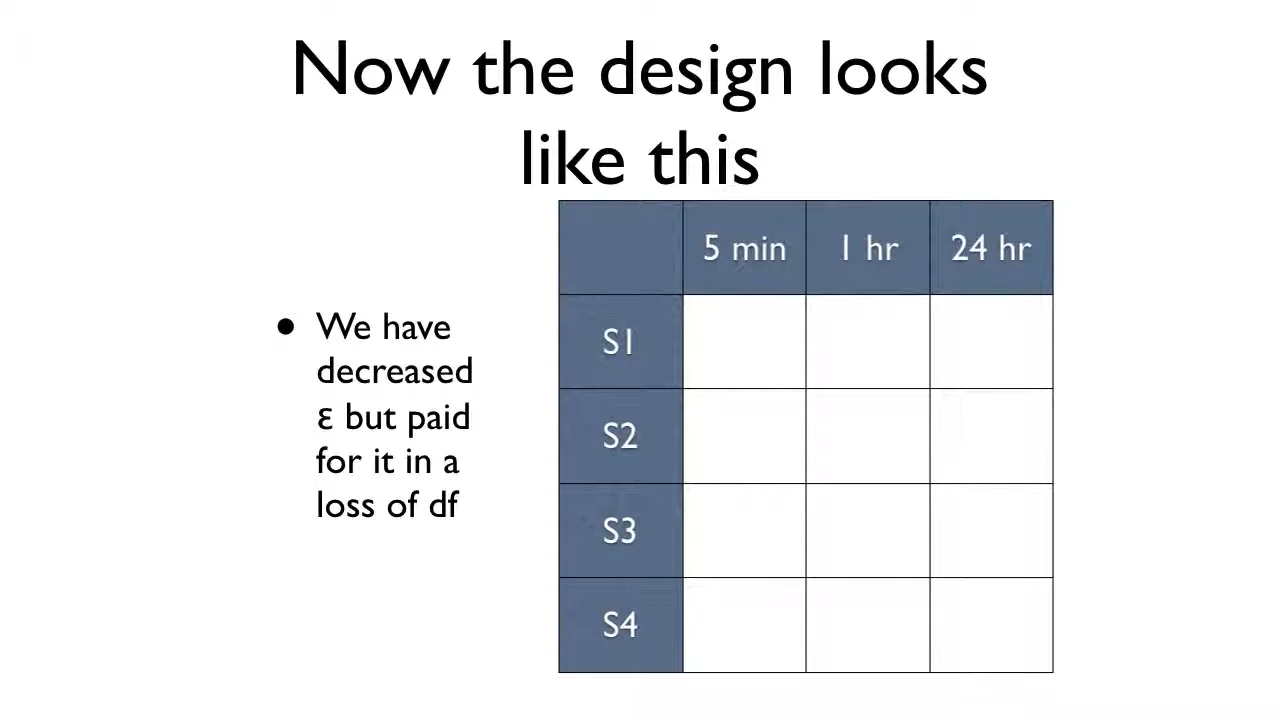 Now the design looks
like this
• We have
decreased
ε but paid
for it in a
loss of df
5 min 1 hr 24 hr
S1
S2
S3
S4